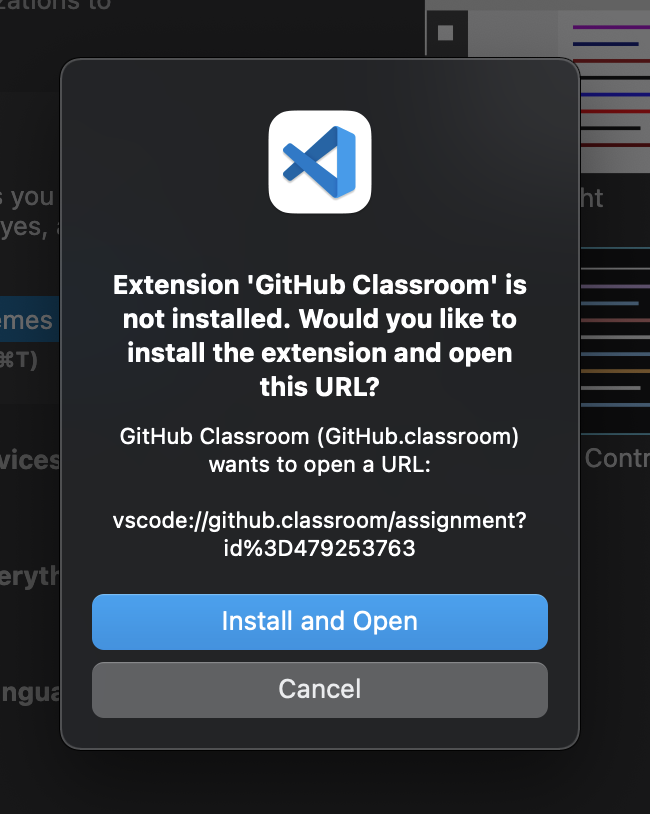 zations to
Extension 'GitHub Classroom' is
not installed. Would you like to
install the extension and open
this URL?
GitHub Classroom (GitHub.classroom)
wants to open a URL:
vscode://github.classroom/assignment?
id%3D479253763
Install and Open
Cancel
s you
yes,
emes
⌘T)
vices
eryth
ngua
ht
Contr